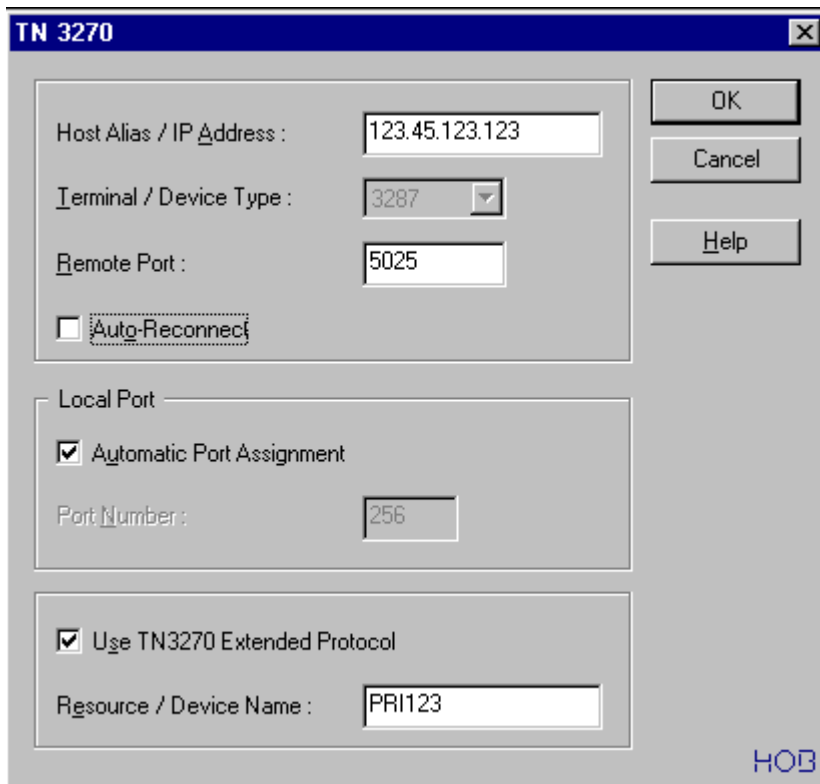 TN 3270
Host Alias / IP Address :
123.45.123.123
Terminal / Device Type :
3287
Remote Port :
5025
Auto-Reconnect
OK
Cancel
Help
Local Port
Automatic Port Assignment
Port Number :
256
Use TN3270 Extended Protocol
Resource / Device Name :
PRI123
HOB